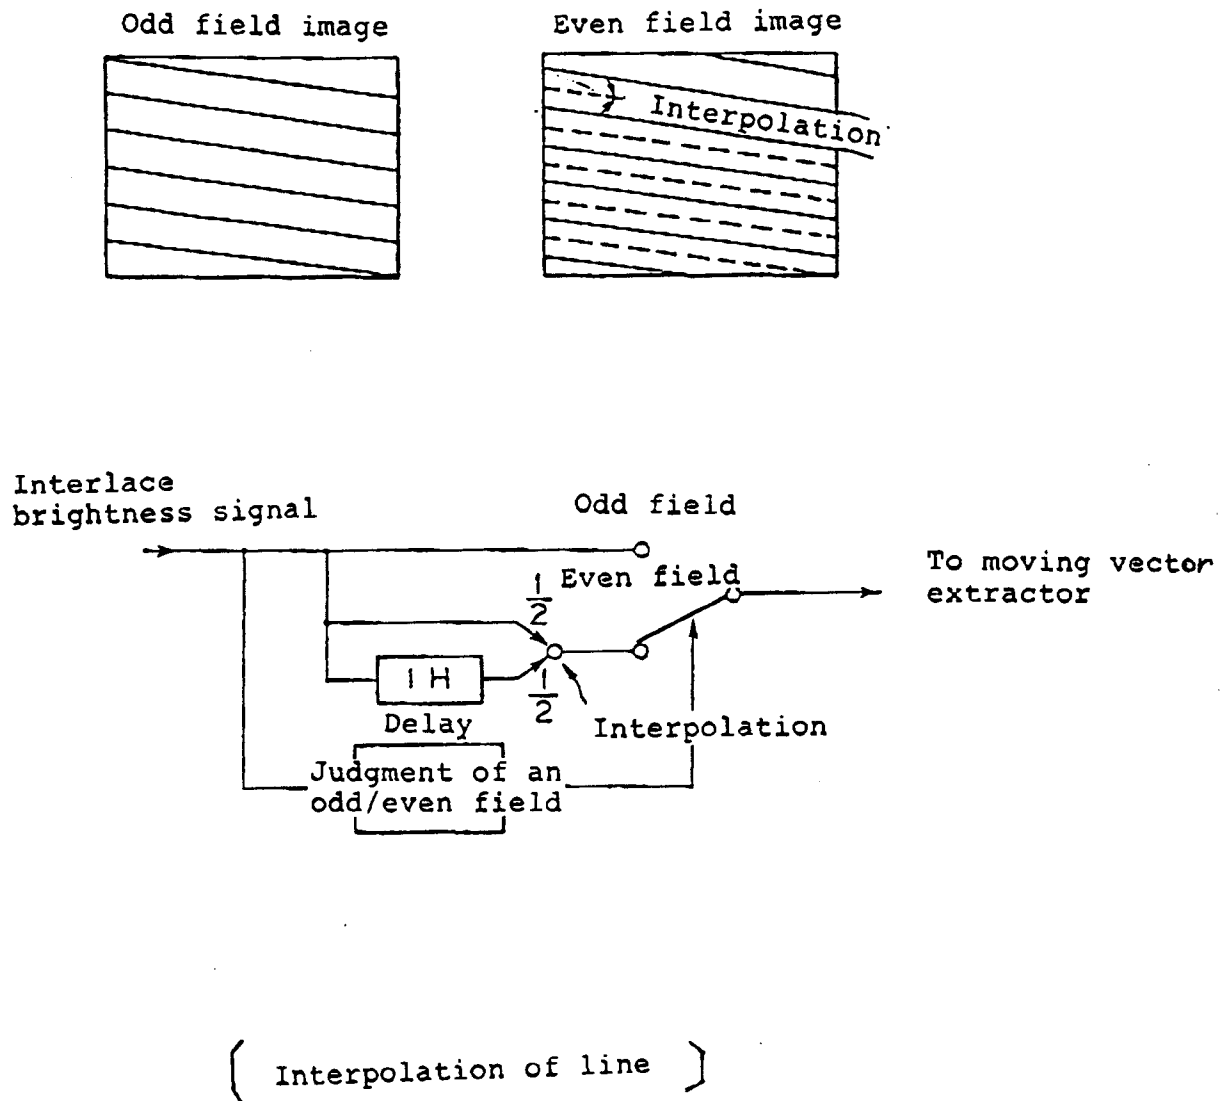 Odd field image
Even field image
Interpolation
Interlace
brightness signal
Odd field
Even field
To moving vector
extractor
1/2
1 H
1/2
Delay
Interpolation
Judgment of an
odd/even field
( Interpolation of line )